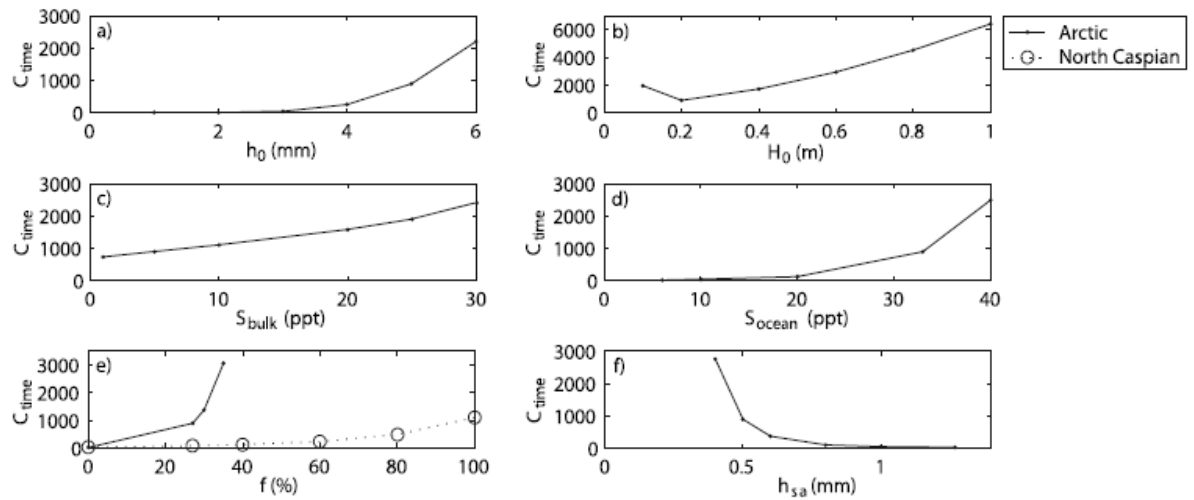 a)
3000
2000
1000
0
C time
0 2 4 6
h0 (mm)
b)
6000
4000
2000
0
C time
0 0.2 0.4 0.6 0.8 1
H0 (m)
Arctic
North Caspian
c)
3000
2000
1000
0
C time
0 10 20 30
S bulk (ppt)
d)
3000
2000
1000
0
C time
0 10 20 30 40
S ocean (ppt)
e)
3000
2000
1000
0
C time
0 20 40 60 80 100
f (%)
f)
3000
2000
1000
0
C time
0 0.5 1
h sa (mm)